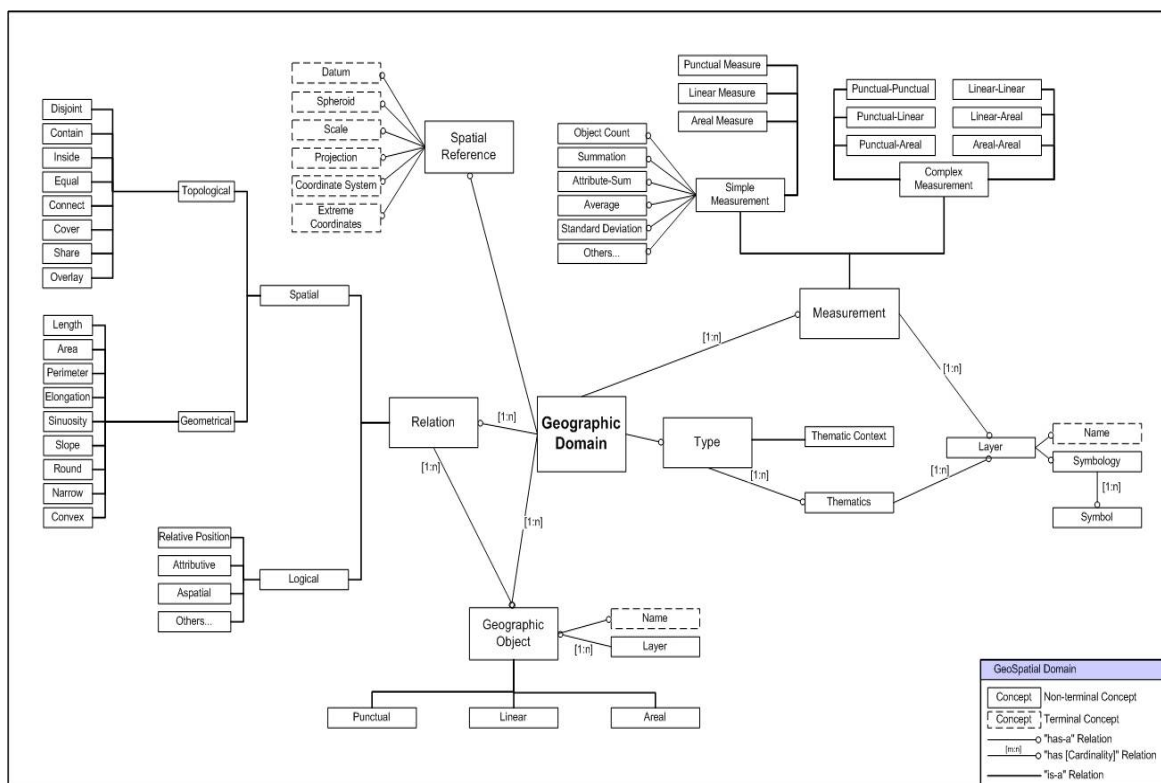 Datum
Spheroid
Scale
Projection
Coordinate System
Extreme
Coordinates
Spatial
Reference
Disjoint
Contain
Inside
Equal
Connect
Cover
Share
Overlay
Topological
Spatial
Length
Area
Perimeter
Elongation
Sinuosity
Slope
Round
Narrow
Convex
Geometrical
Relative Position
Attributive
Aspatial
Others...
Logical
Relation
[1:n]
[1:n]
Geographic
Domain
[1:n]
[1:n]
Punctual Measure
Linear Measure
Areal Measure
Object Count
Summation
Attribute-Sum
Average
Standard Deviation
Others...
Simple
Measurement
Punctual-Punctual
Punctual-Linear
Punctual-Areal
Linear-Linear
Linear-Areal
Areal-Areal
Complex
Measurement
Measurement
[1:n]
Type
Thematic Context
[1:n]
Thematics
[1:n]
Layer
Name
Symbology
[1:n]
Symbol
Geographic
Object
Name
[1:n]
Layer
Punctual
Linear
Areal
GeoSpatial Domain
Concept Non-terminal Concept
Concept Terminal Concept
"has-a" Relation
[m:n] "has [Cardinality]" Relation
"is-a" Relation